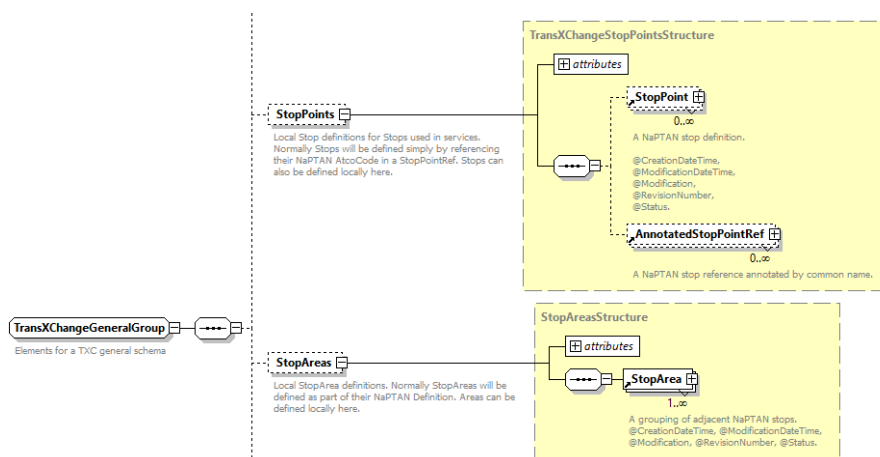 TransXChangeStopPointsStructure
attributes
StopPoints
Local Stop definitions for Stops used in services.
Normally Stops will be defined simply by referencing
their NaPTAN AtcoCode in a StopPointRef. Stops can
also be defined locally here.
StopPoint
0..∞
A NaPTAN stop definition.
@CreationDateTime,
@ModificationDateTime,
@Modification,
@RevisionNumber,
@Status.
AnnotatedStopPointRef
0..∞
A NaPTAN stop reference annotated by common name.
TransXChangeGeneralGroup
Elements for a TXC general schema
StopAreasStructure
attributes
StopAreas
Local StopArea definitions. Normally StopAreas will be
defined as part of their NaPTAN Definition. Areas can be
defined locally here.
StopArea
1..∞
A grouping of adjacent NaPTAN stops.
@CreationDateTime, @ModificationDateTime,
@Modification, @RevisionNumber, @Status.